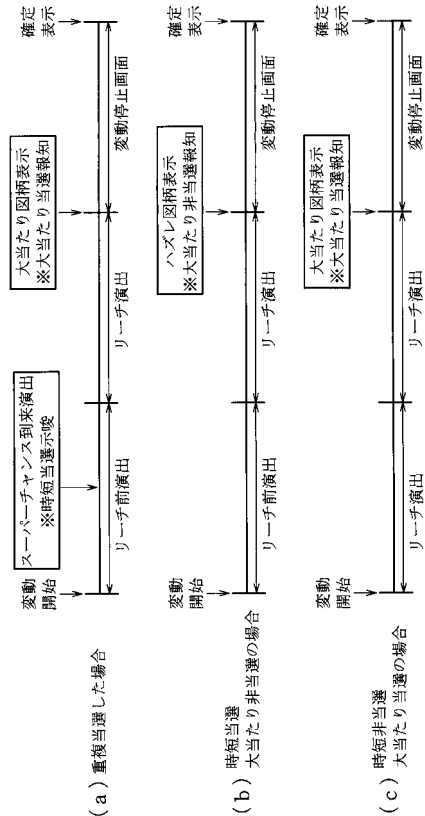 (a)重複当選した場合
変動
開始
スーパーチャンス到来演出
※時短当選示唆
大当たり図柄表示
※大当たり当選報知
確定
表示
リーチ前演出
リーチ演出
変動停止画面
(b)時短当選
大当たり非当選の場合
変動
開始
ハズレ図柄表示
※大当たり非当選報知
確定
表示
リーチ前演出
リーチ演出
変動停止画面
(c)時短非当選
大当たり当選の場合
変動
開始
大当たり図柄表示
※大当たり当選報知
確定
表示
リーチ演出
リーチ演出
変動停止画面